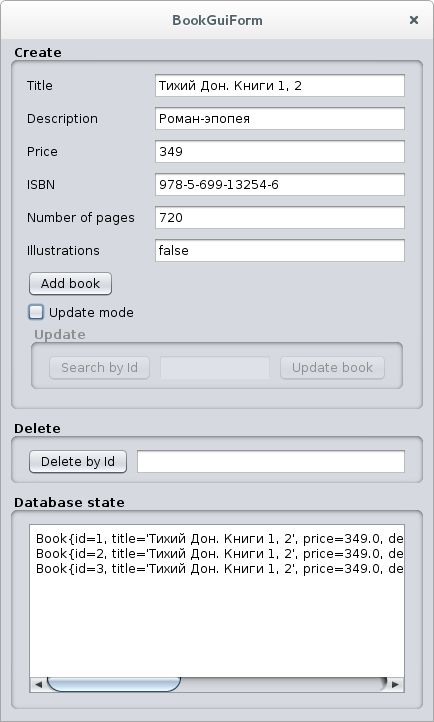 BookGuiForm
Create
Title Тихий Дон. Книги 1, 2
Description Роман-эпопея
Price 349
ISBN 978-5-699-13254-6
Number of pages 720
Illustrations false
Add book
Update mode
Update
Search by Id Update book
Delete
Delete by Id
Database state
Book{id=1, title='Тихий Дон. Книги 1, 2', price=349.0, de
Book{id=2, title='Тихий Дон. Книги 1, 2', price=349.0, de
Book{id=3, title='Тихий Дон. Книги 1, 2', price=349.0, de